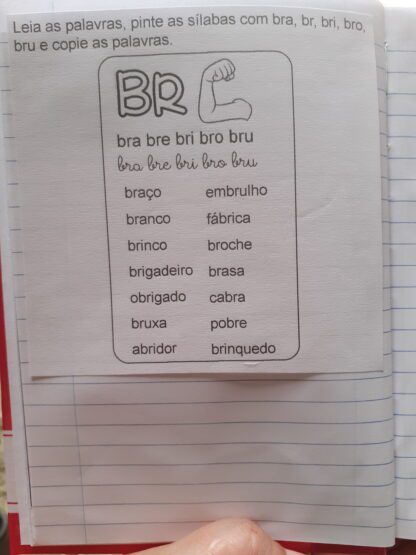 Leia as palavras, pinte as sílabas com bra, br, bri, bro,
bru e copie as palavras.
BR
bra bre bri bro bru
bra bre bri bro bru
braço embrulho
branco fábrica
brinco broche
brigadeiro brasa
obrigado cabra
bruxa pobre
abridor brinquedo